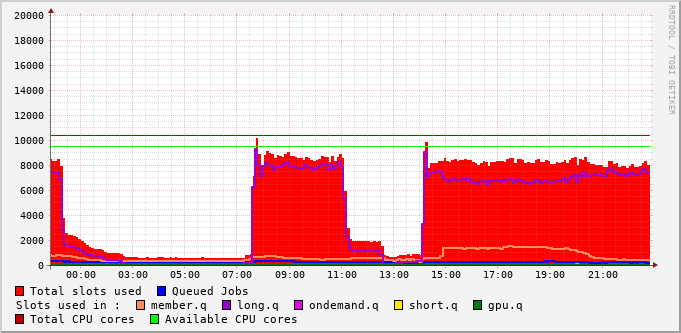 20000
18000
16000
14000
12000
10000
8000
6000
4000
2000
0
03:00 05:00 07:00 09:00 11:00 13:00 15:00 17:00 19:00 21:00
RRDTOOL / TOBI OETIKER
Total slots used Queued Jobs
Slots used in : member.q long.q ondemand.q short.q gpu.q
Total CPU cores Available CPU cores